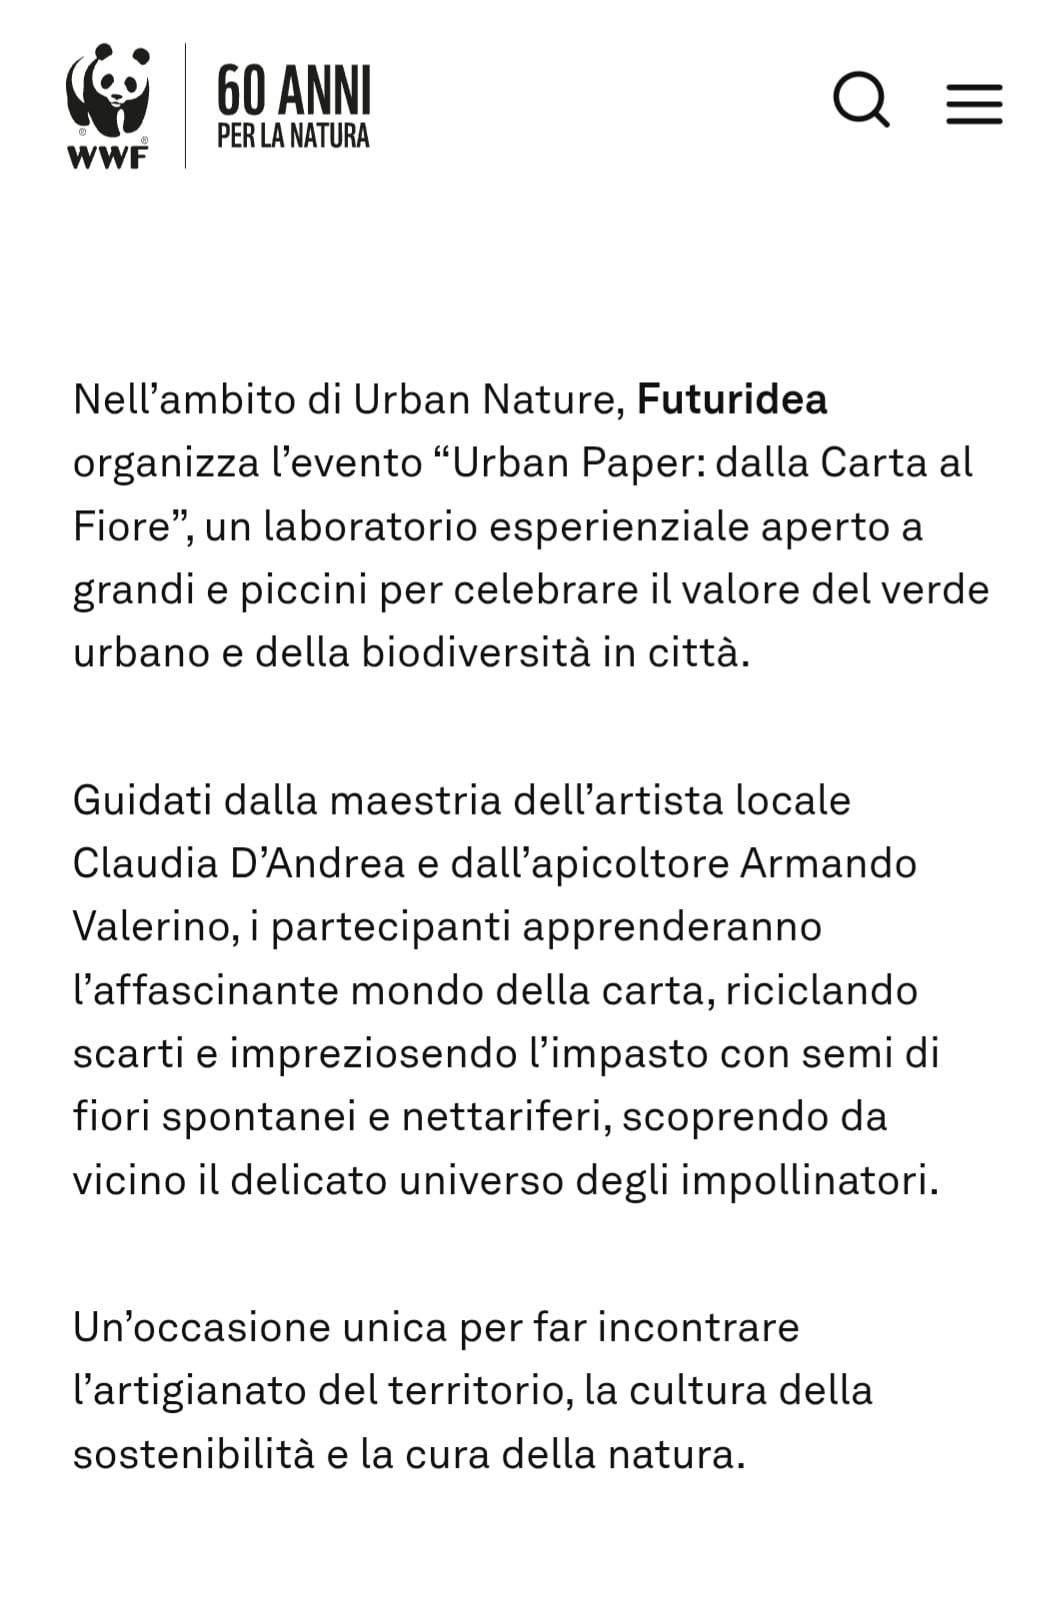 WWF
60 ANNI
PER LA NATURA
Nell’ambito di Urban Nature, Futuridea
organizza l’evento “Urban Paper: dalla Carta al
Fiore”, un laboratorio esperienziale aperto a
grandi e piccini per celebrare il valore del verde
urbano e della biodiversità in città.
Guidati dalla maestria dell’artista locale
Claudia D’Andrea e dall’apicoltore Armando
Valerino, i partecipanti apprenderanno
l’affascinante mondo della carta, riciclando
scarti e impreziosendo l’impasto con semi di
fiori spontanei e nettariferi, scoprendo da
vicino il delicato universo degli impollinatori.
Un’occasione unica per far incontrare
l’artigianato del territorio, la cultura della
sostenibilità e la cura della natura.